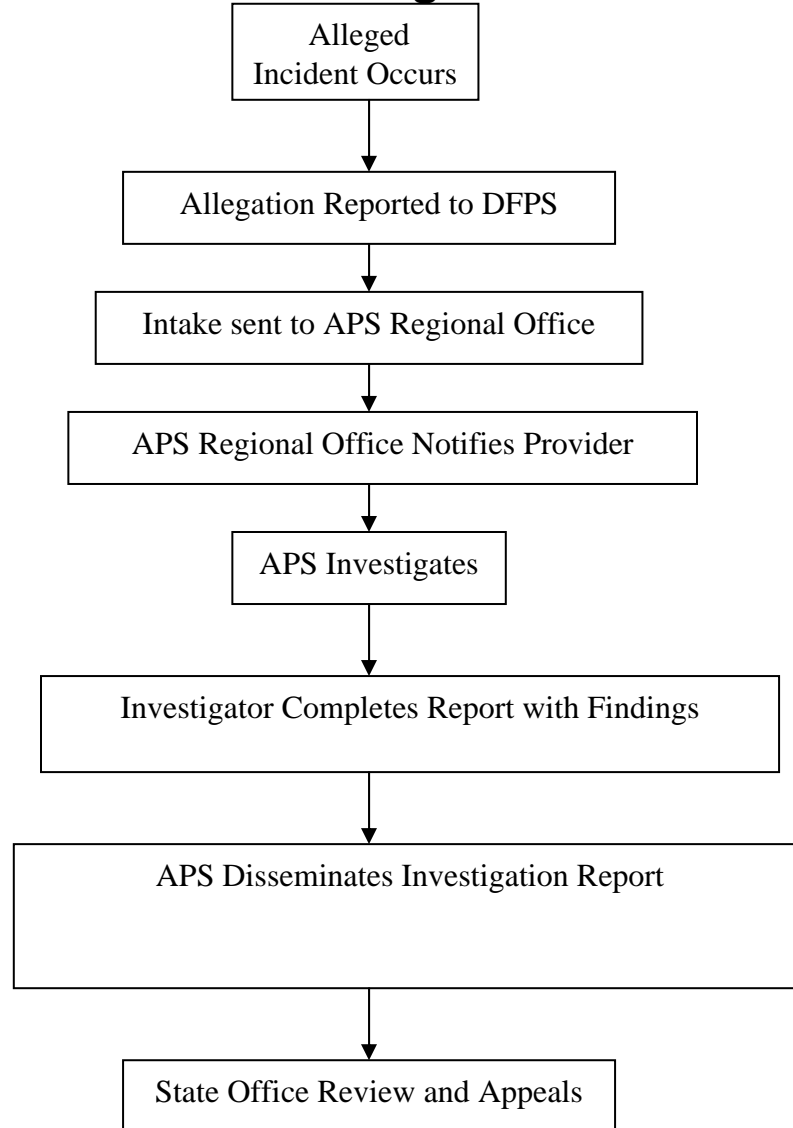 Alleged
Incident Occurs
Allegation Reported to DFPS
Intake sent to APS Regional Office
APS Regional Office Notifies Provider
APS Investigates
Investigator Completes Report with Findings
APS Disseminates Investigation Report
State Office Review and Appeals